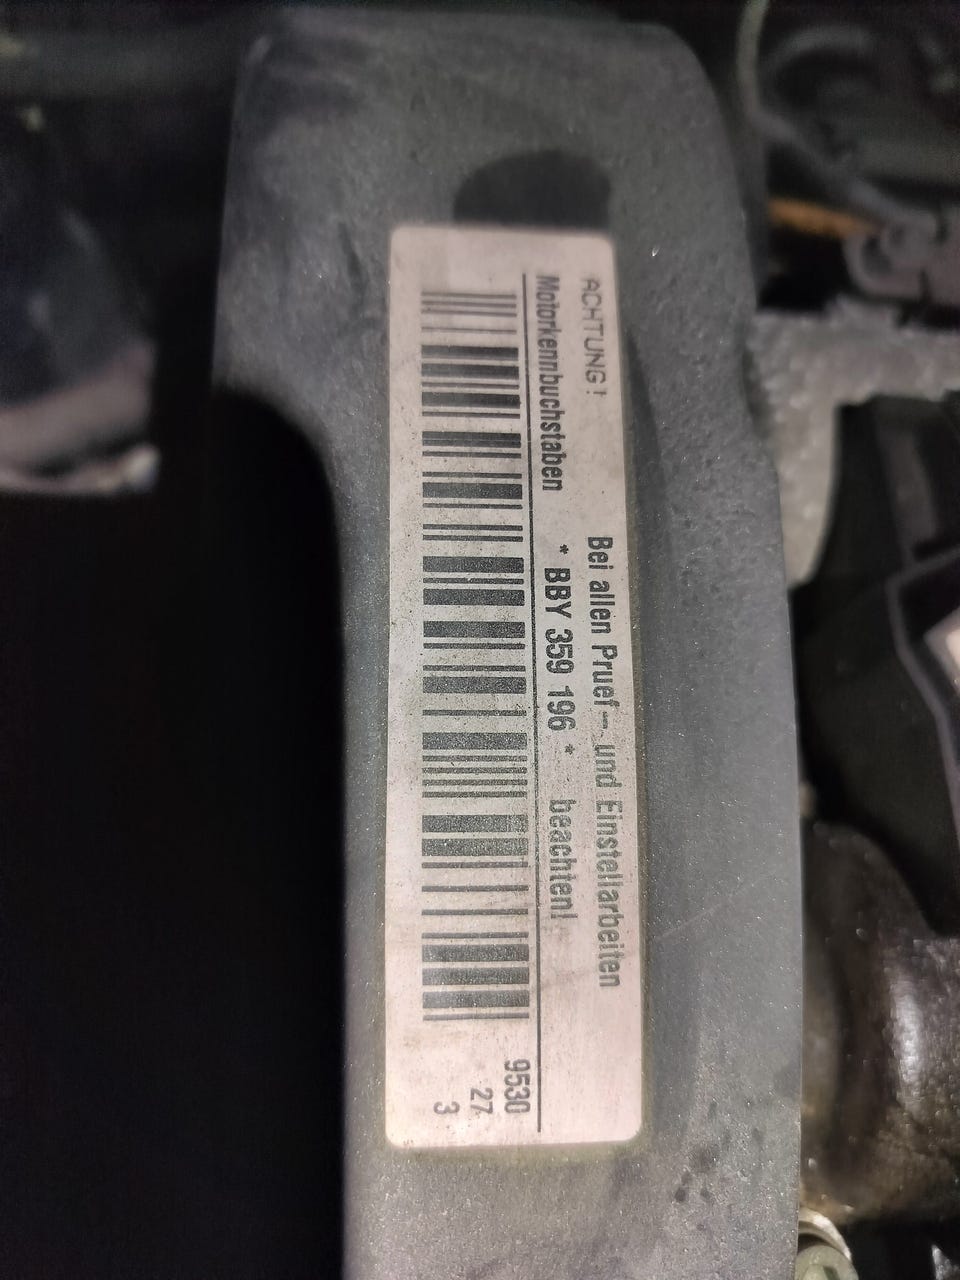 ACHTUNG! Bei allen Pruef-- und Einstellarbeiten
Motorkennbuchstaben * BBY 359 196 * beachten!
9530
27
3